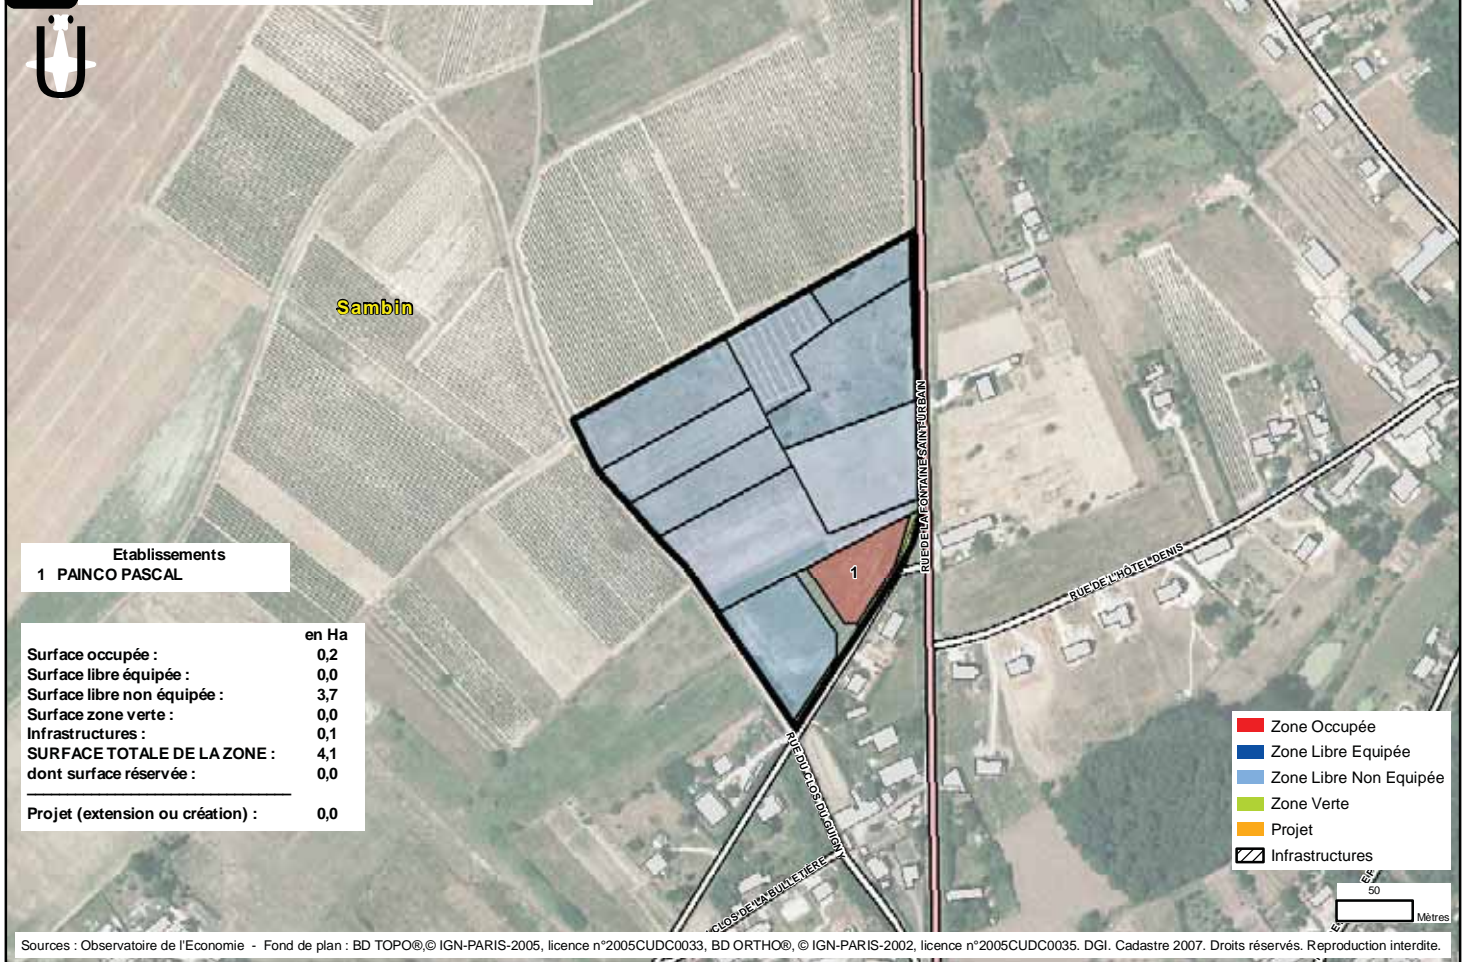 Ü
Sambin
RUE DE LA FONTAINE SAINT-URBAIN
Etablissements
1 PAINCO PASCAL
1
RUE DE L'HÔTEL DENIS
en Ha
Surface occupée : 0,2
Surface libre équipée : 0,0
Surface libre non équipée : 3,7
Surface zone verte : 0,0
Infrastructures : 0,1
SURFACE TOTALE DE LA ZONE : 4,1
dont surface réservée : 0,0
Projet (extension ou création) : 0,0
RUE DU CLOS DU GUIGNY
CLOS DE LA BULLETIÈRE
Zone Occupée
Zone Libre Equipée
Zone Libre Non Equipée
Zone Verte
Projet
Infrastructures
50
Mètres
Sources : Observatoire de l'Economie - Fond de plan : BD TOPO®,© IGN-PARIS-2005, licence n°2005CUDC0033, BD ORTHO®, © IGN-PARIS-2002, licence n°2005CUDC0035. DGI. Cadastre 2007. Droits réservés. Reproduction interdite.